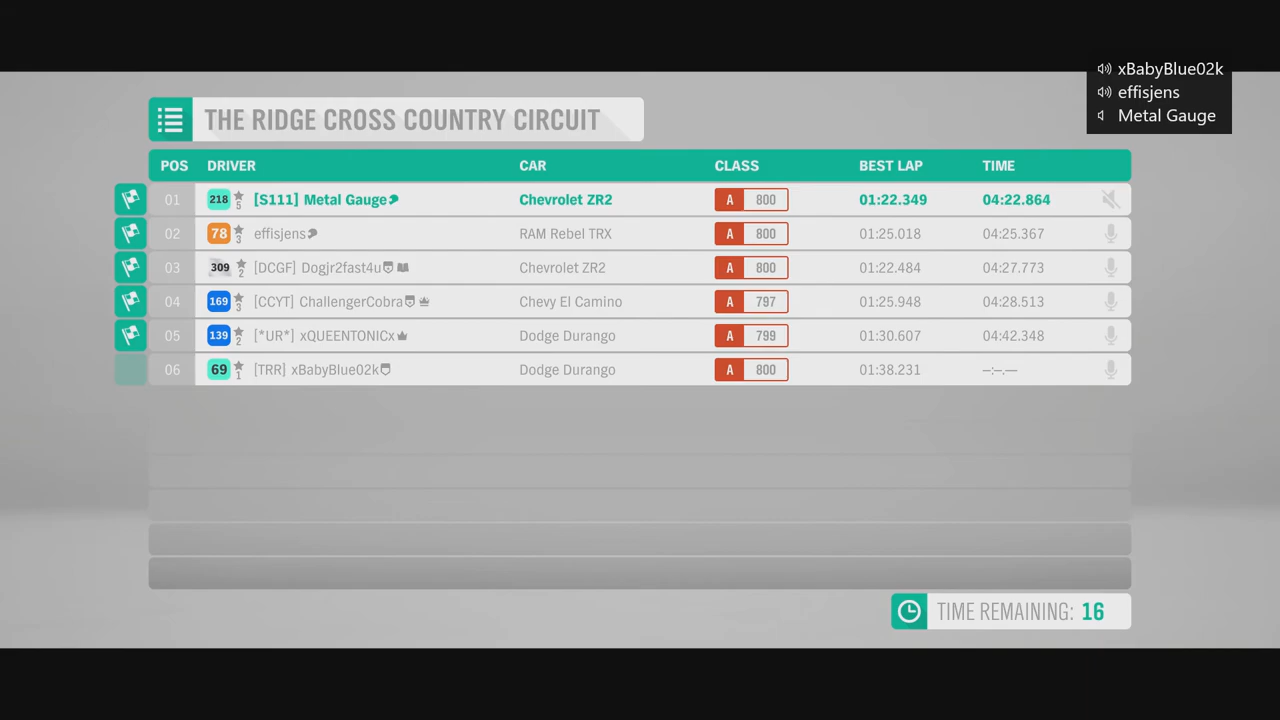 xBabyBlue02k
effisjens
Metal Gauge
THE RIDGE CROSS COUNTRY CIRCUIT
POS DRIVER CAR CLASS BEST LAP TIME
01 218 5 [S111] Metal Gauge Chevrolet ZR2 A 800 01:22.349 04:22.864
02 78 3 effisjens RAM Rebel TRX A 800 01:25.018 04:25.367
03 309 2 [DCGF] Dogjr2fast4u Chevrolet ZR2 A 800 01:22.484 04:27.773
04 169 3 [CCYT] ChallengerCobra Chevy El Camino A 797 01:25.948 04:28.513
05 139 2 [*UR*] xQUEENTONICx Dodge Durango A 799 01:30.607 04:42.348
06 69 1 [TRR] xBabyBlue02k Dodge Durango A 800 01:38.231 --:--.---
TIME REMAINING: 16